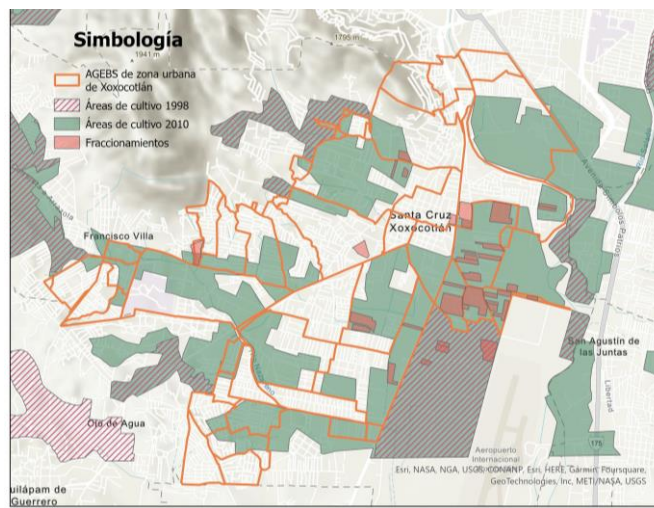 Simbología
1941 m
1795 m
AGEBS de zona urbana
de Xoxocotlán
Áreas de cultivo 1998
Áreas de cultivo 2010
Fraccionamientos
Francisco Villa
Santa Cruz
Xoxocotlán
San Agustín de
las Juntas
Libertad
Ojo de Agua
175
Aeropuerto
Internacional
Esri, NASA, NGA, USGS, CONANP, Esri, HERE, Garmin, Foursquare,
GeoTechnologies, Inc, METI/NASA, USGS
uilápam de
Guerrero